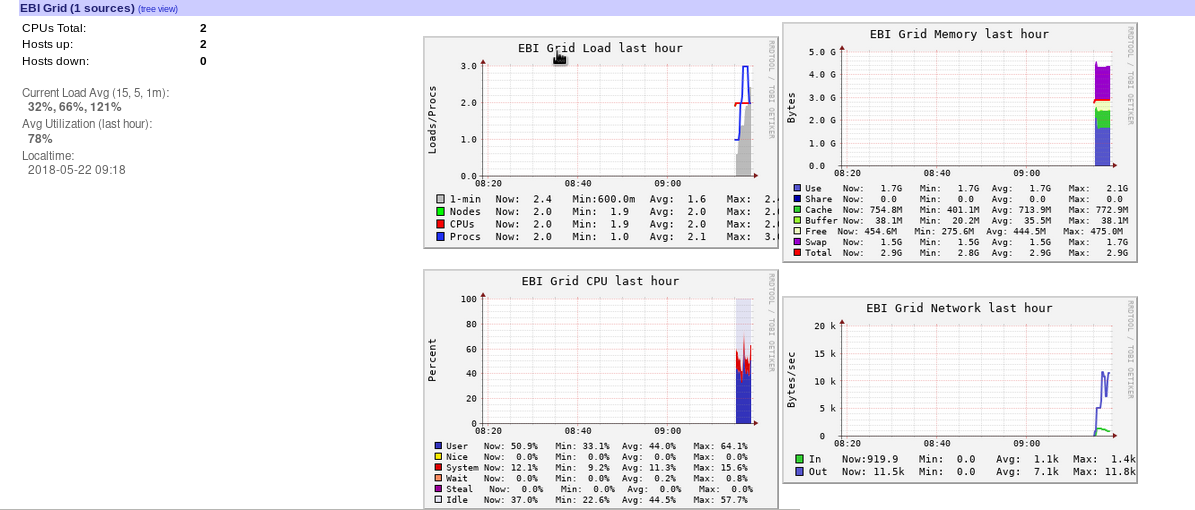 EBI Grid (1 sources) (tree view)
CPUs Total: 2
Hosts up: 2
Hosts down: 0
Current Load Avg (15, 5, 1m):
32%, 66%, 121%
Avg Utilization (last hour):
78%
Localtime:
2018-05-22 09:18
EBI Grid Load last hour
RRDTOOL / TOBI OETIKER
Loads/Procs
3.0
2.0
1.0
0.0
08:20 08:40 09:00
1-min Now: 2.4 Min:600.0m Avg: 1.6 Max: 2.4
Nodes Now: 2.0 Min: 1.9 Avg: 2.0 Max: 2.
CPUs Now: 2.0 Min: 1.9 Avg: 2.0 Max: 2.
Procs Now: 2.0 Min: 1.0 Avg: 2.1 Max: 3.
EBI Grid Memory last hour
RRDTOOL / TOBI OETIKER
Bytes
5.0 G
4.0 G
3.0 G
2.0 G
1.0 G
0.0
08:20 08:40 09:00
Use Now: 1.7G Min: 1.7G Avg: 1.7G Max: 2.1G
Share Now: 0.0 Min: 0.0 Avg: 0.0 Max: 0.0
Cache Now: 754.8M Min: 401.1M Avg: 713.9M Max: 772.9M
Buffer Now: 38.1M Min: 20.2M Avg: 35.5M Max: 38.1M
Free Now: 454.6M Min: 275.6M Avg: 444.5M Max: 475.0M
Swap Now: 1.5G Min: 1.5G Avg: 1.5G Max: 1.7G
Total Now: 2.9G Min: 2.8G Avg: 2.9G Max: 2.9G
EBI Grid CPU last hour
RRDTOOL / TOBI OETIKER
Percent
100
80
60
40
20
0
08:20 08:40 09:00
User Now: 50.9% Min: 33.1% Avg: 44.0% Max: 64.1%
Nice Now: 0.0% Min: 0.0% Avg: 0.0% Max: 0.0%
System Now: 12.1% Min: 9.2% Avg: 11.3% Max: 15.6%
Wait Now: 0.0% Min: 0.0% Avg: 0.2% Max: 0.8%
Steal Now: 0.0% Min: 0.0% Avg: 0.0% Max: 0.0%
Idle Now: 37.0% Min: 22.6% Avg: 44.5% Max: 57.7%
EBI Grid Network last hour
RRDTOOL / TOBI OETIKER
Bytes/sec
20 k
15 k
10 k
5 k
0
08:20 08:40 09:00
In Now:919.9 Min: 0.0 Avg: 1.1k Max: 1.4k
Out Now: 11.5k Min: 0.0 Avg: 7.1k Max: 11.8k